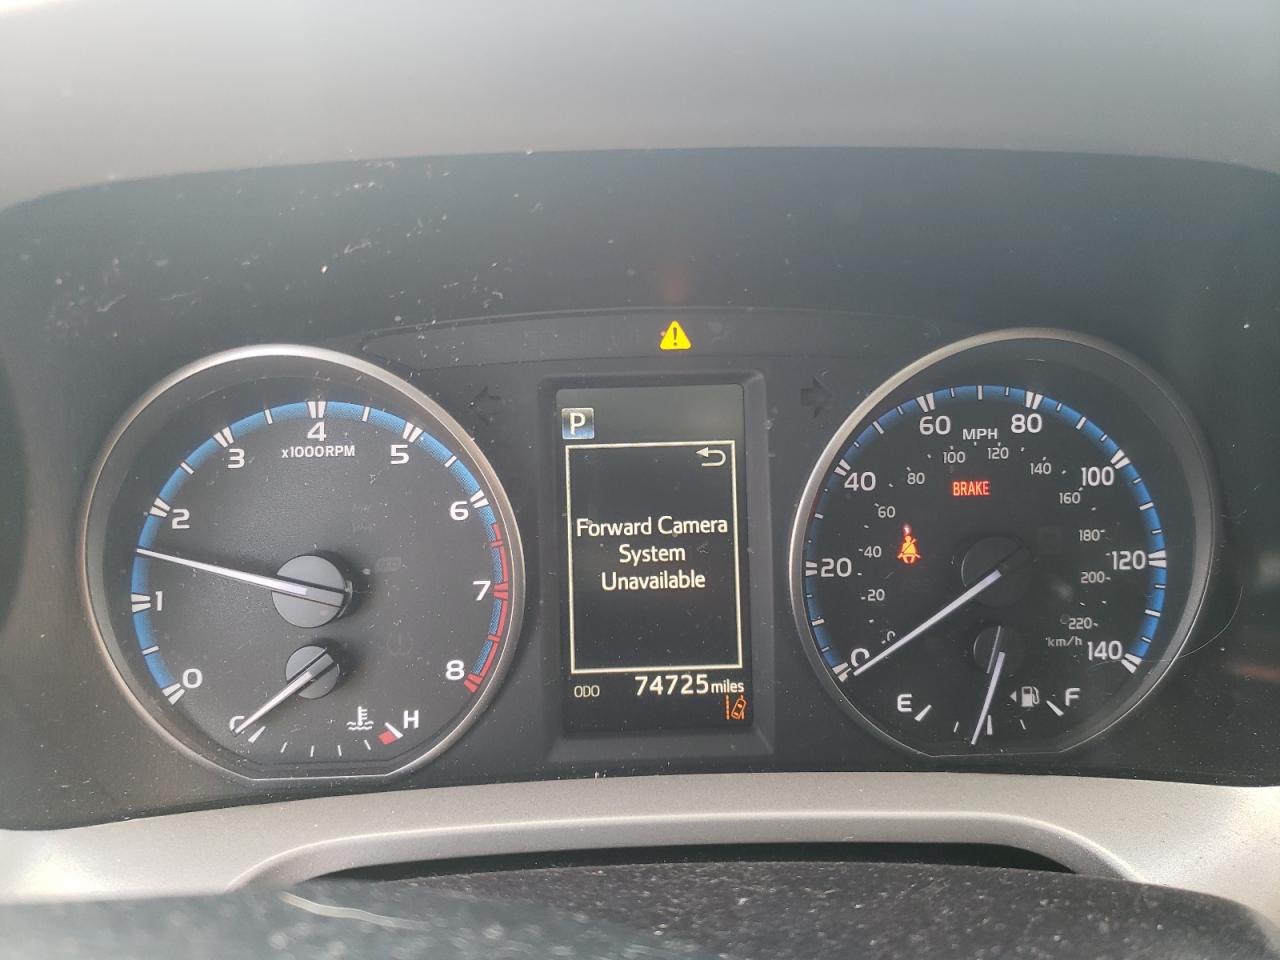 P
Forward Camera
System
Unavailable
ODO 74725 miles
0 1 2 3 4 5 6 7 8
x1000RPM
C H
0 20 40 60 80 100 120 140
MPH
0 20 40 60 80 100 120 140 160 180 200 220
km/h
BRAKE
E F